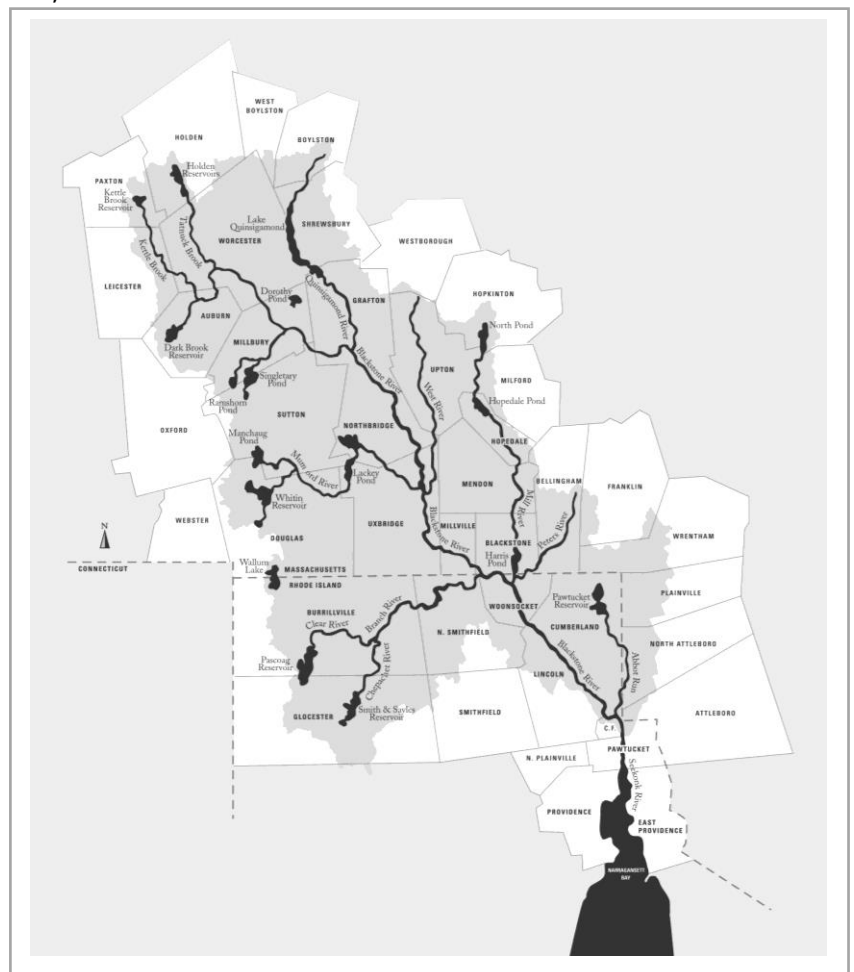 WEST
BOYLSTON
HOLDEN
BOYLSTON
Holden
Reservoirs
PAXTON
Kettle
Brook
Reservoir
Tatnuck Brook
Kettle Brook
Lake
Quinsigamond
SHREWSBURY
WORCESTER
WESTBOROUGH
LEICESTER
HOPKINTON
Dorothy
Pond
Quinsigamond River
GRAFTON
AUBURN
North Pond
MILLBURY
Dark Brook
Reservoir
Blackstone River
UPTON
West River
Singletary
Pond
MILFORD
Ramshorn
Pond
Hopedale Pond
SUTTON
OXFORD
NORTHBRIDGE
Manchaug
Pond
HOPEDALE
Mumford River
Lackey
Pond
MENDON
BELLINGHAM
FRANKLIN
Whitin
Reservoir
Mill River
WEBSTER
UXBRIDGE
Blackstone River
MILLVILLE
BLACKSTONE
Peters River
WRENTHAM
N
DOUGLAS
Harris
Pond
Wallum
Lake
MASSACHUSETTS
CONNECTICUT
RHODE ISLAND
PLAINVILLE
Pawtucket
Reservoir
WOONSOCKET
BURRILLVILLE
Clear River
Branch River
CUMBERLAND
N. SMITHFIELD
NORTH ATTLEBORO
Pascoag
Reservoir
Chepachet River
Blackstone River
Abbot Run
LINCOLN
GLOCESTER
Smith & Sayles
Reservoir
SMITHFIELD
ATTLEBORO
C.F.
PAWTUCKET
N. PLAINVILLE
Seekonk River
PROVIDENCE
EAST
PROVIDENCE
NARRAGANSETT
BAY